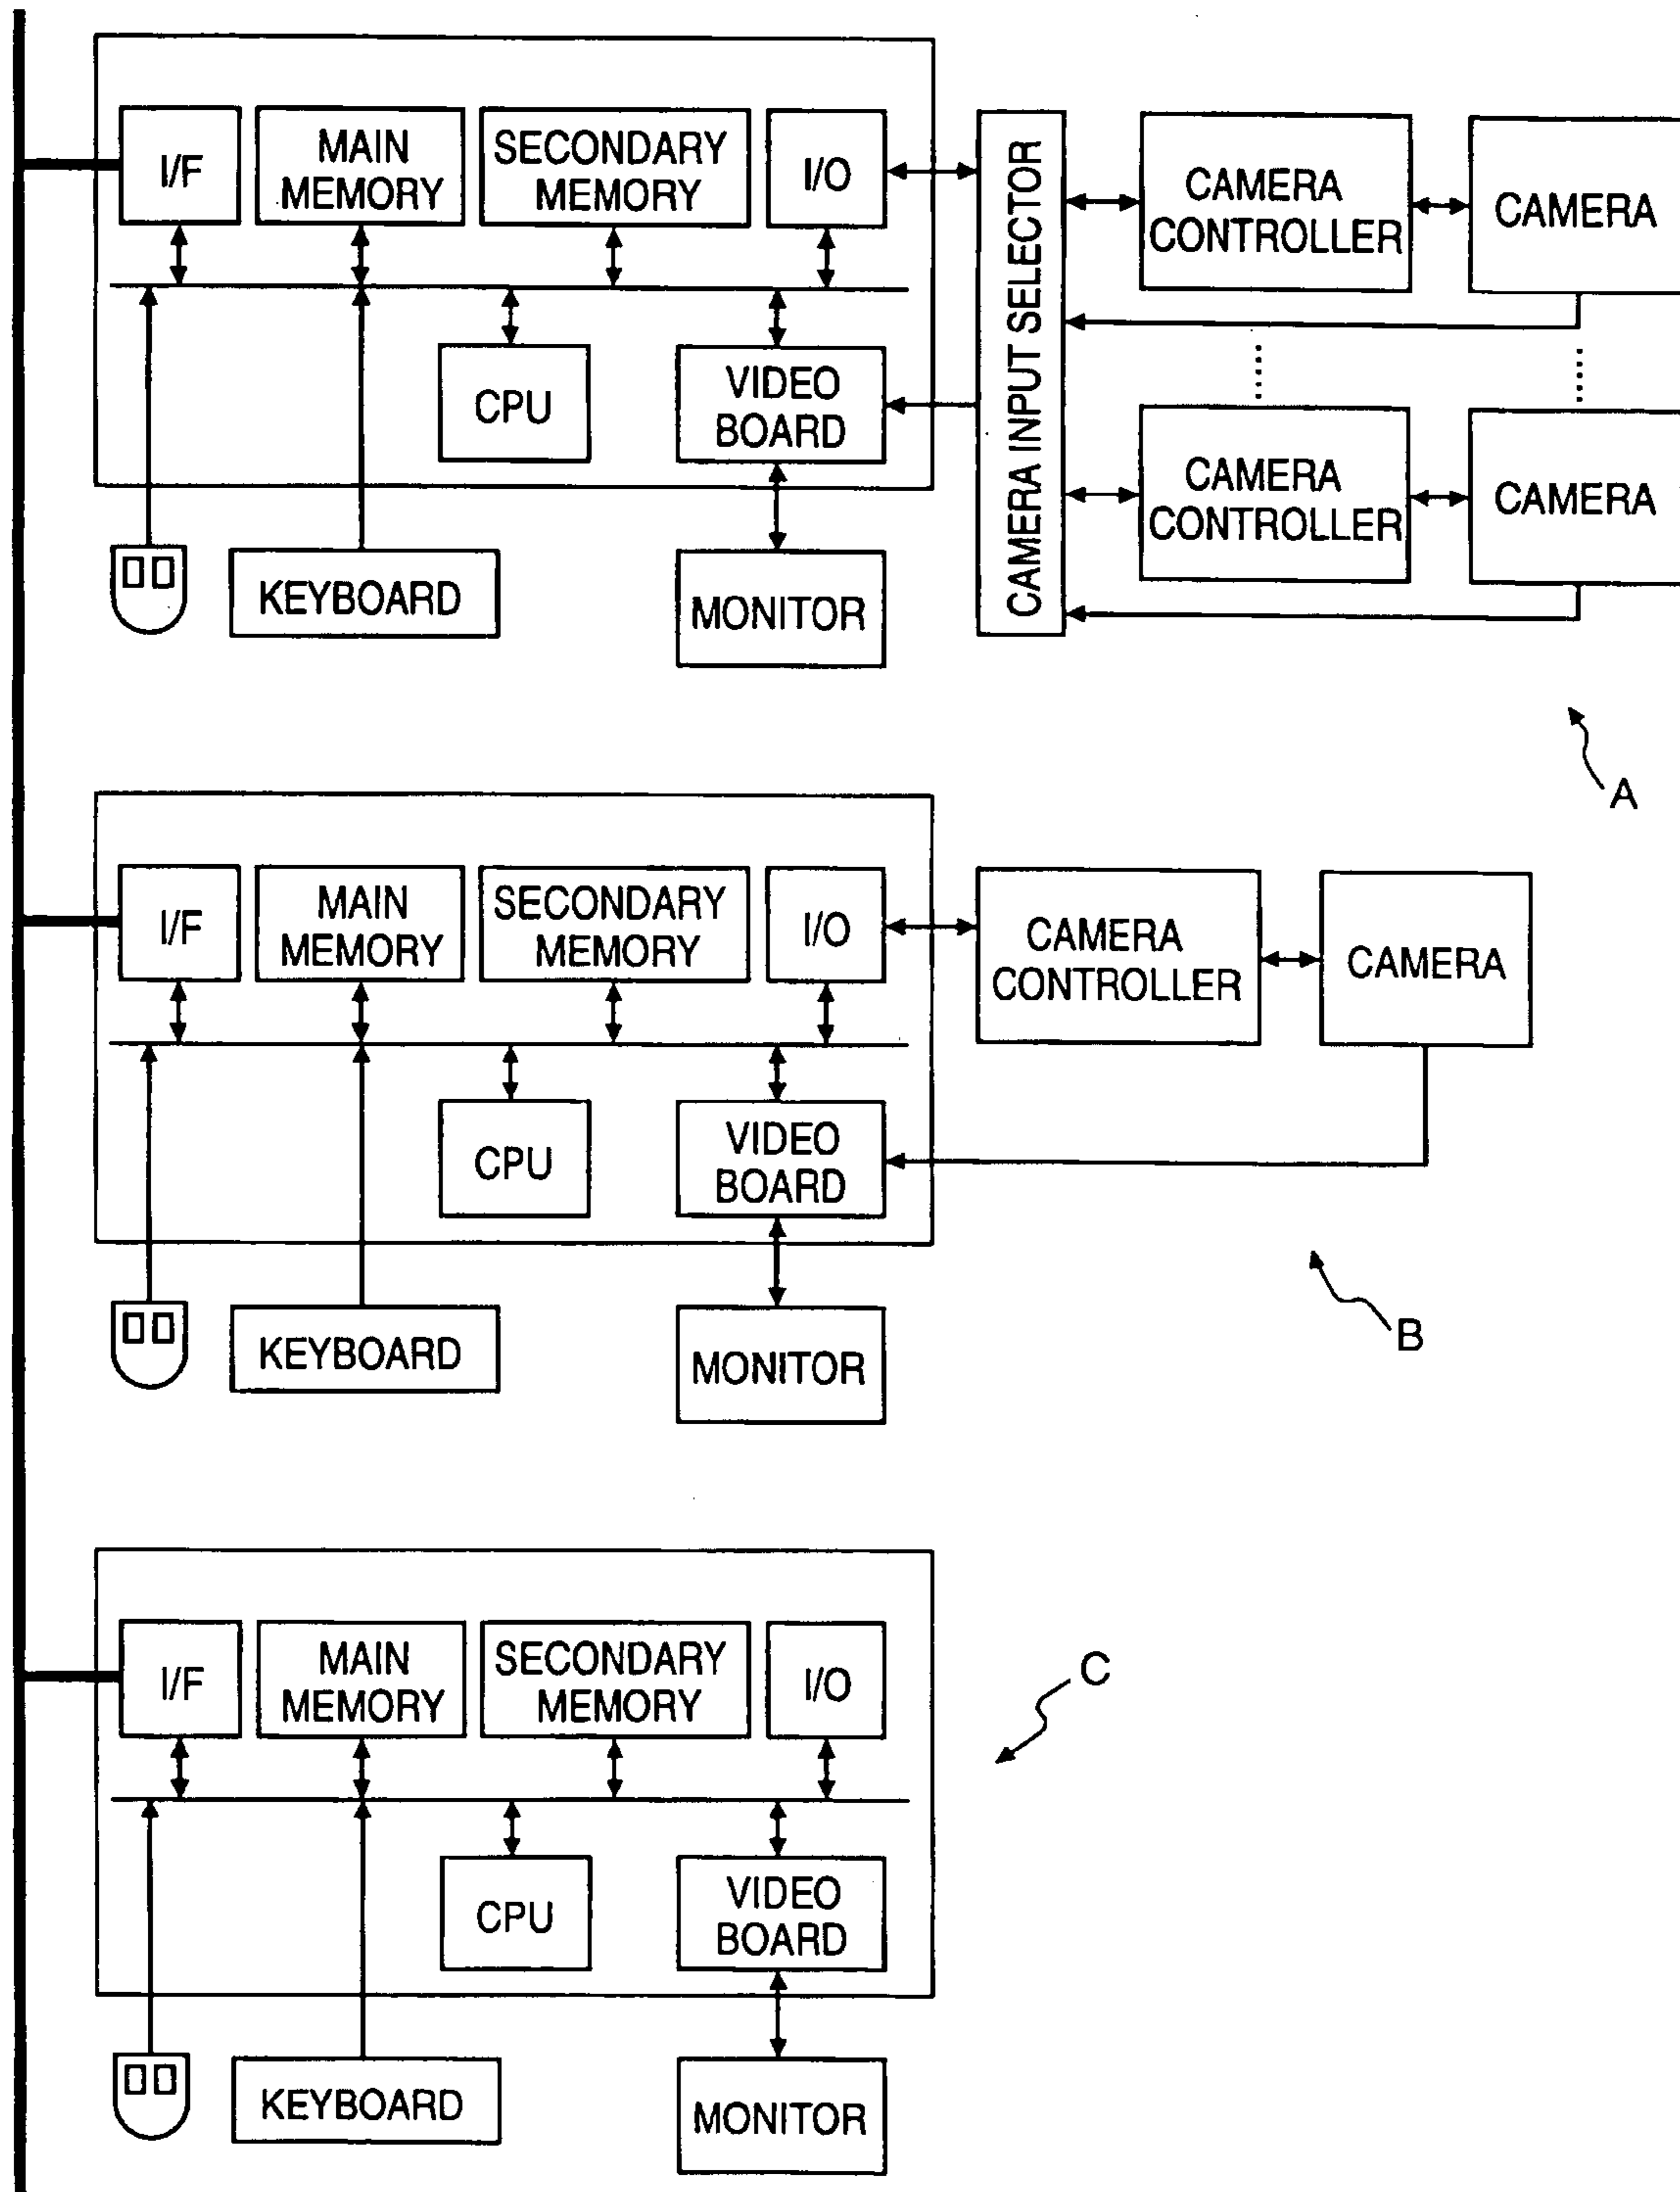 I/F
MAIN
MEMORY
SECONDARY
MEMORY
I/O
CAMERA INPUT SELECTOR
CAMERA
CONTROLLER
CAMERA
CPU
VIDEO
BOARD
CAMERA
CONTROLLER
CAMERA
KEYBOARD
MONITOR
A
I/F
MAIN
MEMORY
SECONDARY
MEMORY
I/O
CAMERA
CONTROLLER
CAMERA
CPU
VIDEO
BOARD
KEYBOARD
MONITOR
B
I/F
MAIN
MEMORY
SECONDARY
MEMORY
I/O
C
CPU
VIDEO
BOARD
KEYBOARD
MONITOR